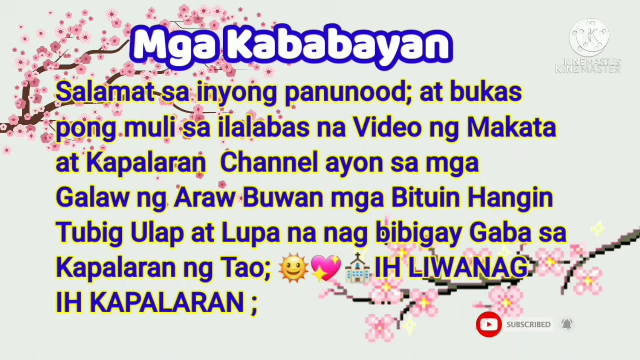 Mga Kababayan
Salamat sa inyong panunood; at bukas
pong muli sa ilalabas na Video ng Makata
at Kapalaran Channel ayon sa mga
Galaw ng Araw Buwan mga Bituin Hangin
Tubig Ulap at Lupa na nag bibigay Gaba sa
Kapalaran ng Tao; 🌞💖⛪IH LIWANAG.
IH KAPALARAN ;
K
KINEMASTER
KINEMASTER
SUBSCRIBED